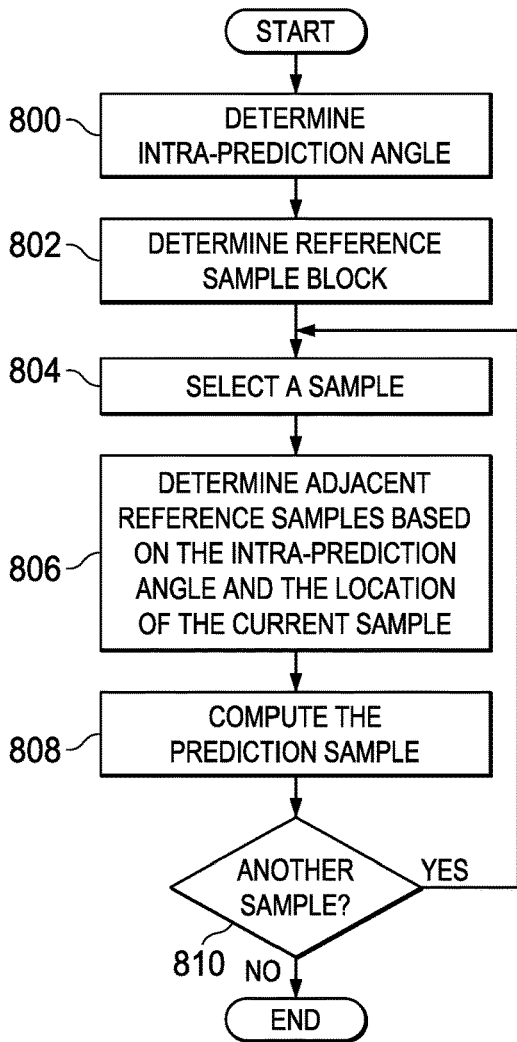 START
800
DETERMINE
INTRA-PREDICTION ANGLE
802
DETERMINE REFERENCE
SAMPLE BLOCK
804
SELECT A SAMPLE
806
DETERMINE ADJACENT
REFERENCE SAMPLES BASED
ON THE INTRA-PREDICTION
ANGLE AND THE LOCATION
OF THE CURRENT SAMPLE
808
COMPUTE THE
PREDICTION SAMPLE
ANOTHER
SAMPLE?
YES
810
NO
END